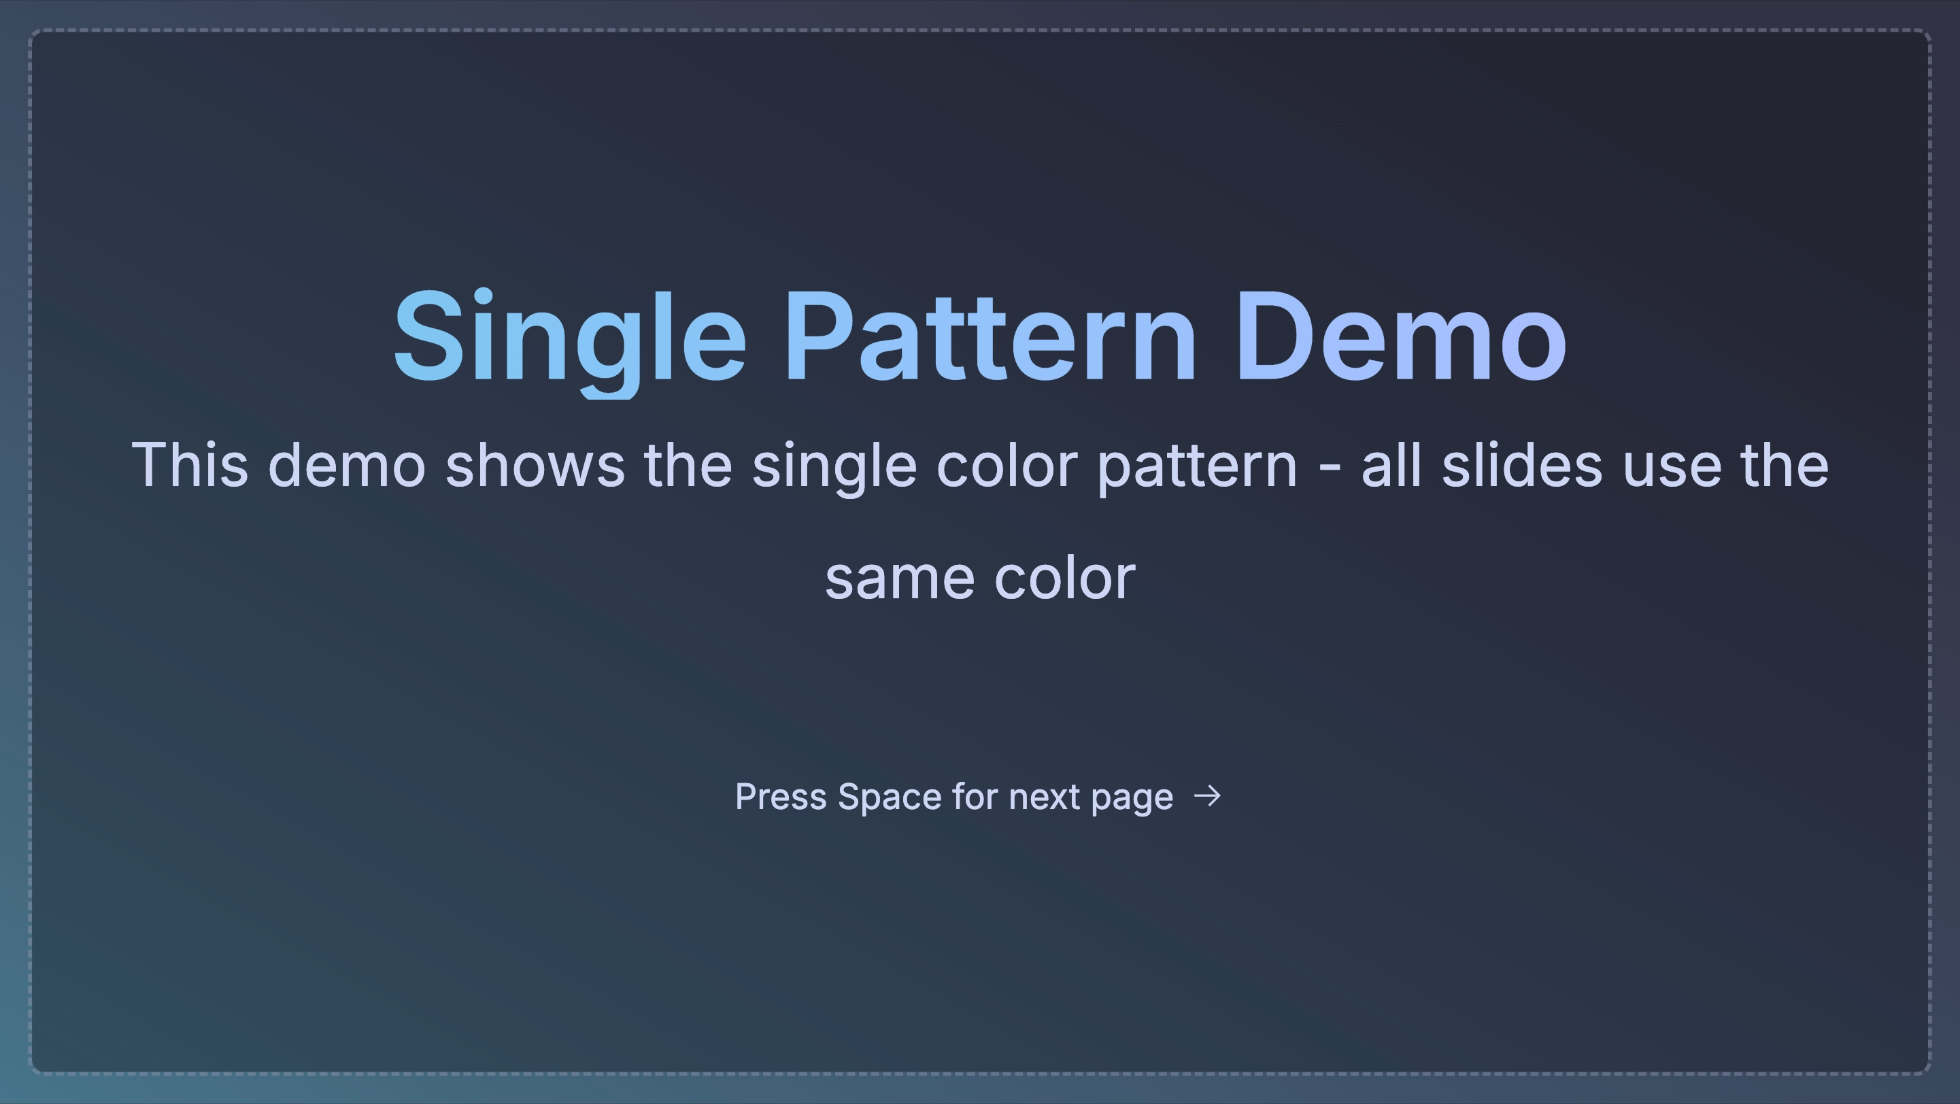 Single Pattern Demo
This demo shows the single color pattern - all slides use the
same color
Press Space for next page →